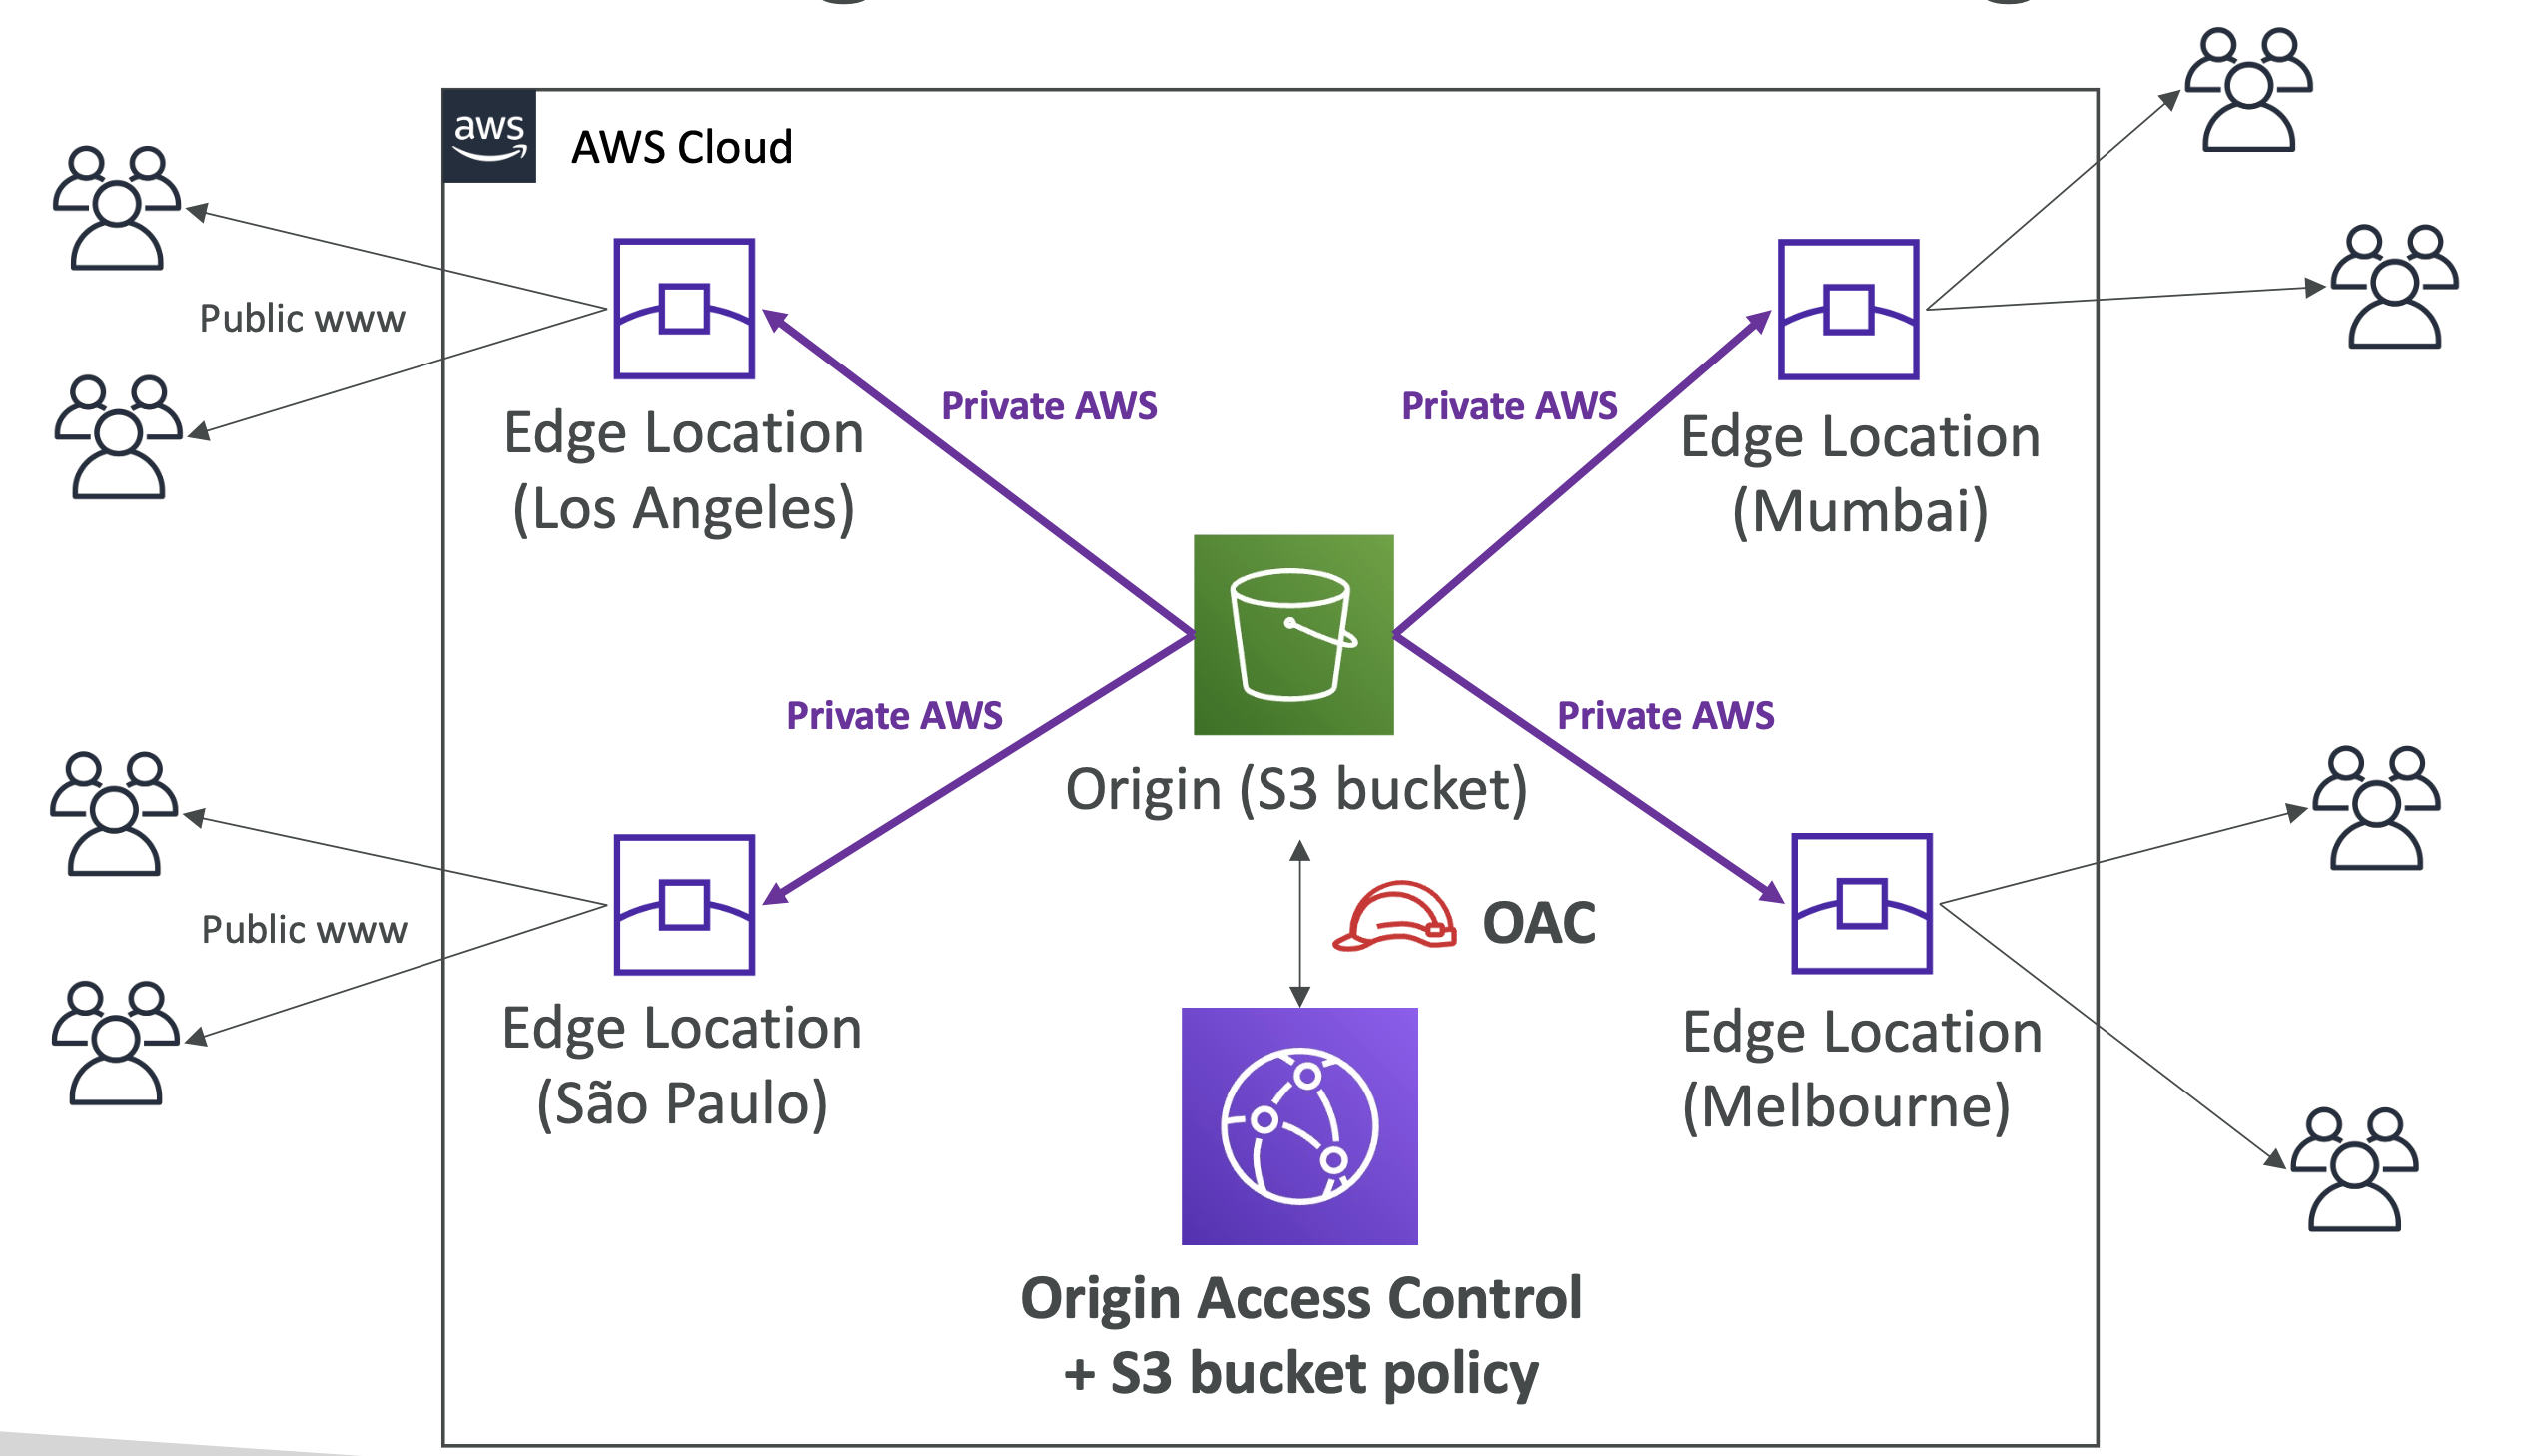 aws
AWS Cloud
Public www
Private AWS
Private AWS
Edge Location
(Los Angeles)
Edge Location
(Mumbai)
Private AWS
Private AWS
Origin (S3 bucket)
OAC
Public www
Edge Location
(São Paulo)
Edge Location
(Melbourne)
Origin Access Control
+ S3 bucket policy